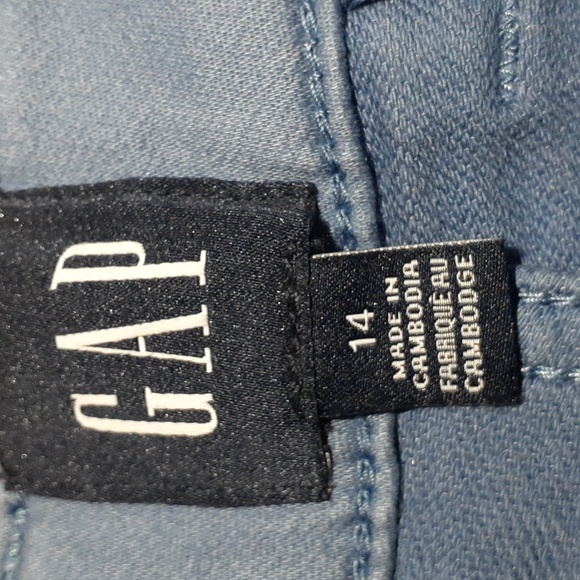 GAP
14
MADE IN
CAMBODIA
FABRIQUÉ AU
CAMBODGE